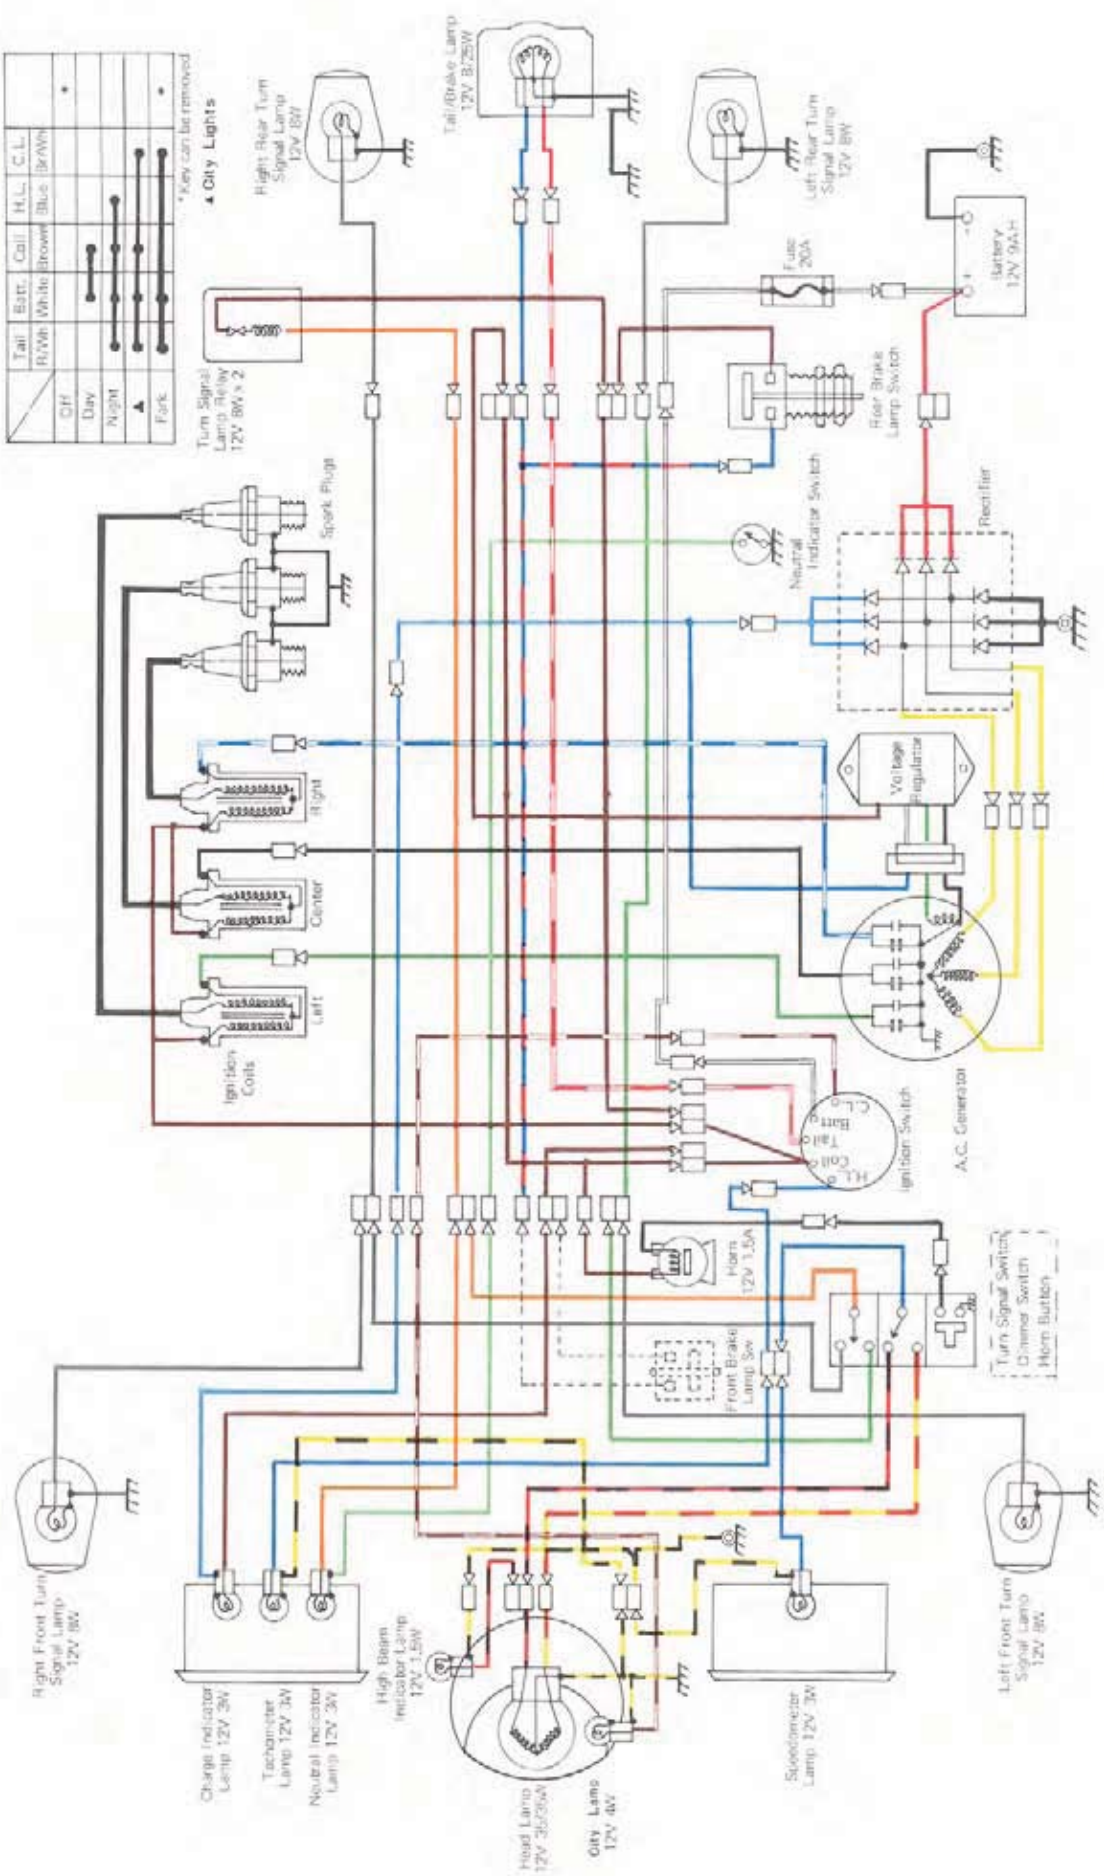 Tail
Batt.
Coil
H.L.
C.L.
R/Wh
White
Brown
Blue
Br/Wh
Off
*
Day
Night
▲
Park
*
*Key can be removed
▲ City Lights
Turn Signal
Lamp Relay
12V 8W x 2
Right Rear Turn
Signal Lamp
12V 8W
Tail/Brake Lamp
12V 8/25W
Left Rear Turn
Signal Lamp
12V 8W
Fuse
20A
+
-
Battery
12V 9AH
Spark Plugs
Rear Brake
Lamp Switch
Neutral
Indicator Switch
Rectifier
Voltage
Regulator
Right
Center
Left
Ignition
Coils
A.C. Generator
C.L.
Batt
Tail
Coil
H.L.
Ignition Switch
Horn
12V 1.5A
Front Brake
Lamp Sw
Turn Signal Switch
Dimmer Switch
Horn Button
Right Front Turn
Signal Lamp
12V 8W
Charge Indicator
Lamp 12V 3W
Tachometer
Lamp 12V 3W
Neutral Indicator
Lamp 12V 3W
High Beam
Indicator Lamp
12V 1.5W
Head Lamp
12V 35/35W
City Lamp
12V 4W
Speedometer
Lamp 12V 3W
Left Front Turn
Signal Lamp
12V 8W